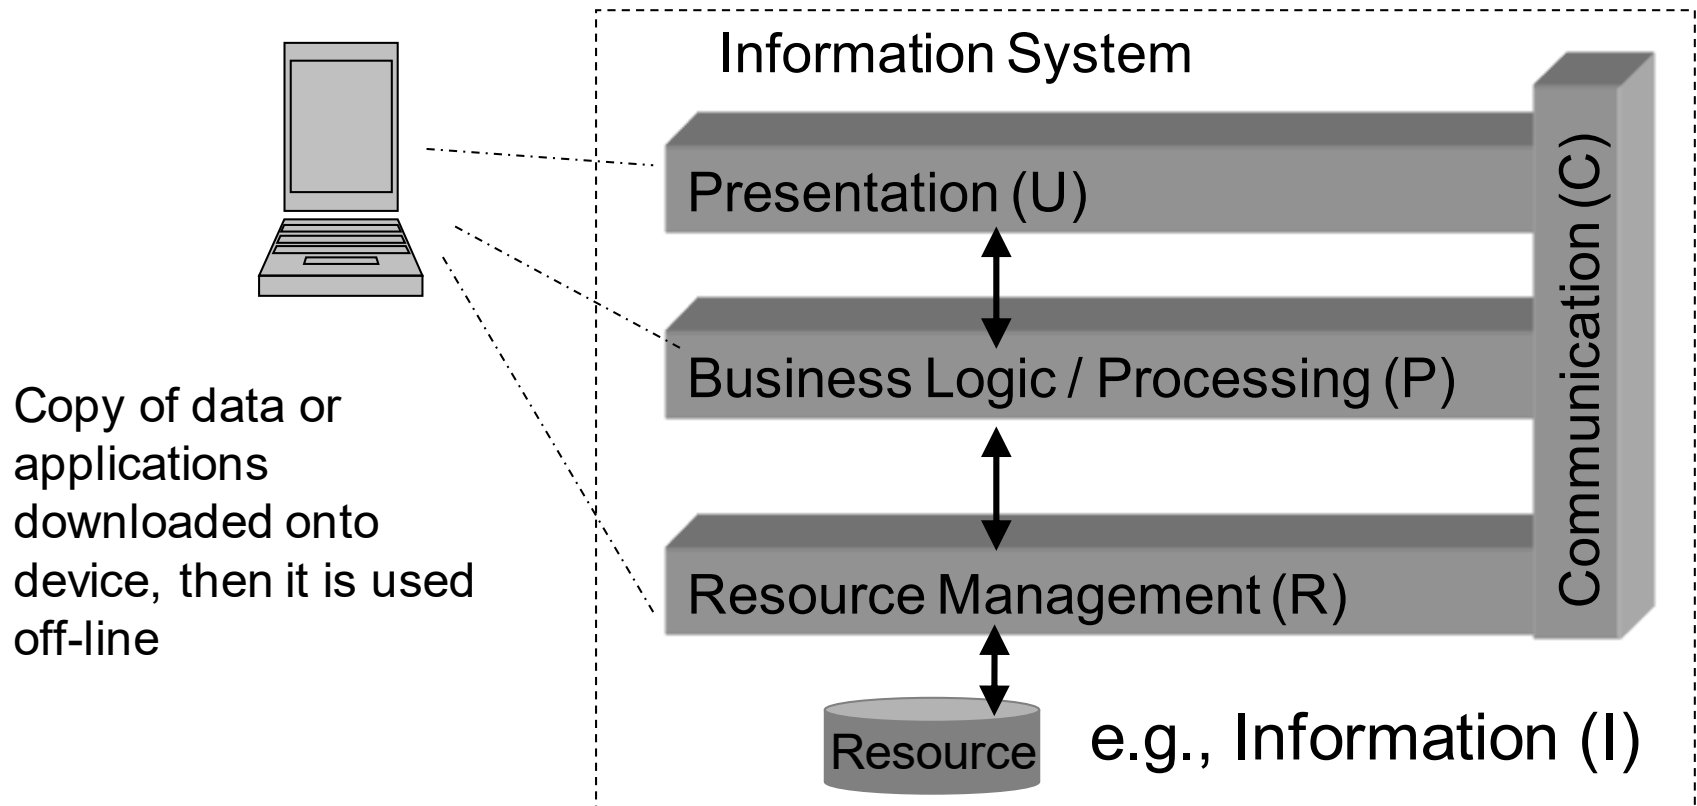 Information System
Presentation (U)
Communication (C)
Business Logic / Processing (P)
Copy of data or
applications
downloaded onto
device, then it is used
off-line
Resource Management (R)
Resource
e.g., Information (I)